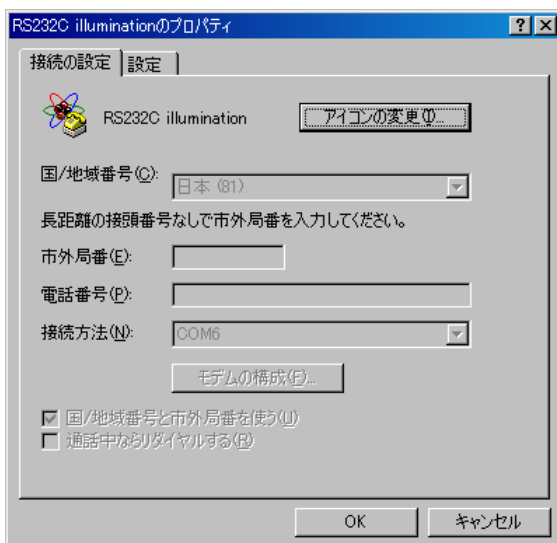 RS232C illuminationのプロパティ
接続の設定 設定
RS232C illumination アイコンの変更(I)...
国/地域番号(C): 日本 (81)
長距離の接頭番号なしで市外局番を入力してください。
市外局番(E):
電話番号(P):
接続方法(N): COM6
モデムの構成(F)...
国/地域番号と市外局番を使う(U)
通話中ならリダイヤルする(R)
OK キャンセル